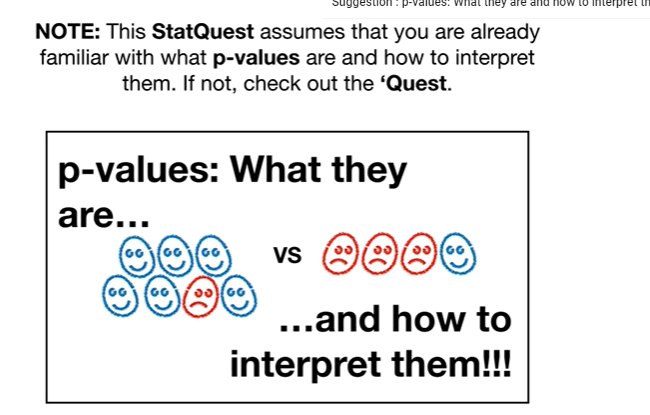 Suggestion : p-values: What they are and how to interpret th
NOTE: This StatQuest assumes that you are already
familiar with what p-values are and how to interpret
them. If not, check out the ‘Quest.
p-values: What they
are...
vs
...and how to
interpret them!!!